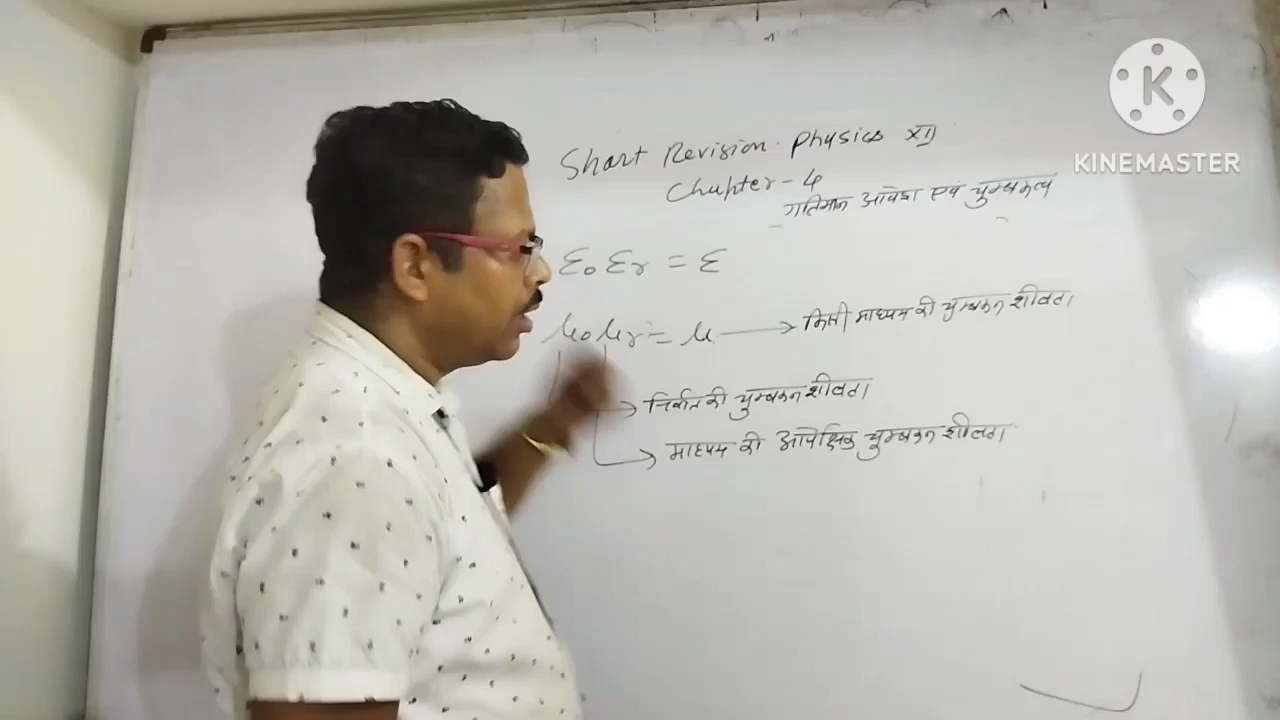 Short Revision. Physics XII
Chapter - 4
गतिमान आवेश एवं चुम्बकत्व
ε₀ εᵣ = ε
μ₀ μᵣ = μ → किसी माध्यम की चुम्बकन शीलता
→ निर्वात की चुम्बकन शीलता
→ माध्यम की आपेक्षिक चुम्बकन शीलता
K
KINEMASTER